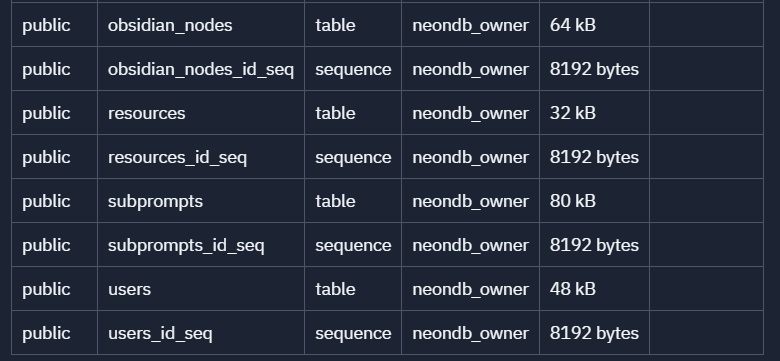 public obsidian_nodes table neondb_owner 64 kB
public obsidian_nodes_id_seq sequence neondb_owner 8192 bytes
public resources table neondb_owner 32 kB
public resources_id_seq sequence neondb_owner 8192 bytes
public subprompts table neondb_owner 80 kB
public subprompts_id_seq sequence neondb_owner 8192 bytes
public users table neondb_owner 48 kB
public users_id_seq sequence neondb_owner 8192 bytes